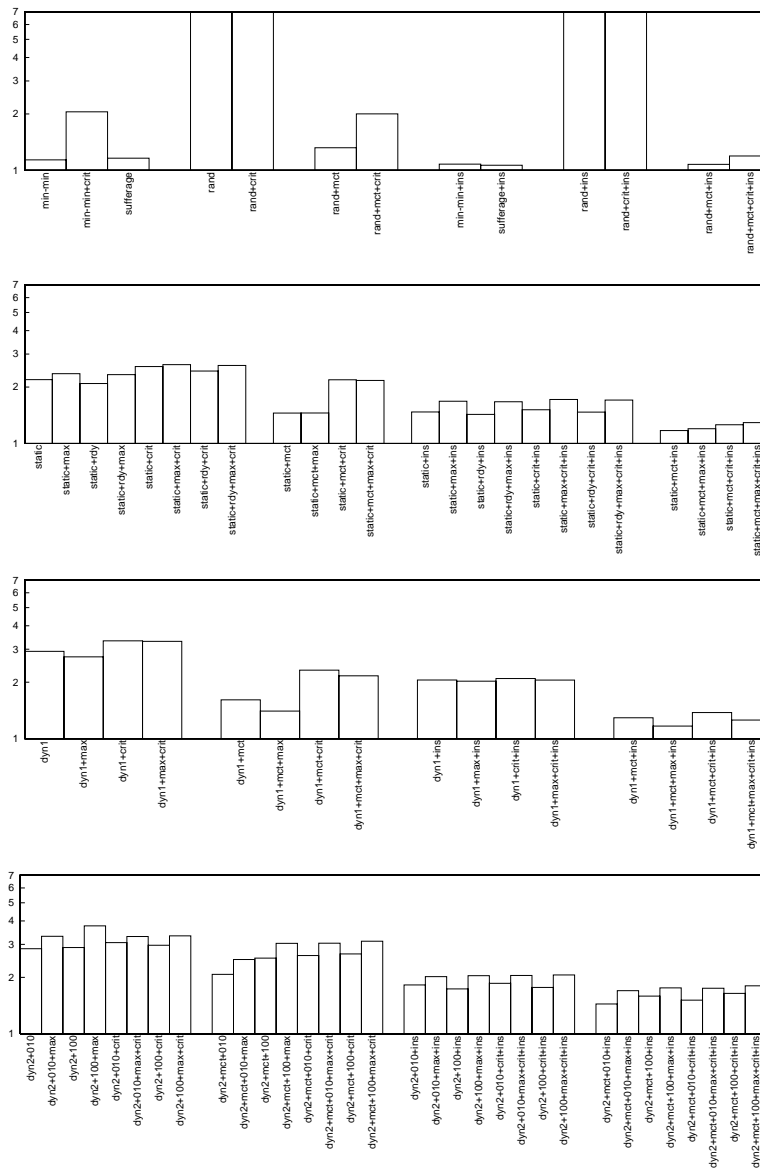 7
6
5
4
3
2
1
min-min
min-min+crit
sufferage
rand
rand+crit
rand+mct
rand+mct+crit
min-min+ins
sufferage+ins
rand+ins
rand+crit+ins
rand+mct+ins
rand+mct+crit+ins
7
6
5
4
3
2
1
static
static+max
static+rdy
static+rdy+max
static+crit
static+max+crit
static+rdy+crit
static+rdy+max+crit
static+mct
static+mct+max
static+mct+crit
static+mct+max+crit
static+ins
static+max+ins
static+rdy+ins
static+rdy+max+ins
static+crit+ins
static+max+crit+ins
static+rdy+crit+ins
static+rdy+max+crit+ins
static+mct+ins
static+mct+max+ins
static+mct+crit+ins
static+mct+max+crit+ins
7
6
5
4
3
2
1
dyn1
dyn1+max
dyn1+crit
dyn1+max+crit
dyn1+mct
dyn1+mct+max
dyn1+mct+crit
dyn1+mct+max+crit
dyn1+ins
dyn1+max+ins
dyn1+crit+ins
dyn1+max+crit+ins
dyn1+mct+ins
dyn1+mct+max+ins
dyn1+mct+crit+ins
dyn1+mct+max+crit+ins
7
6
5
4
3
2
1
dyn2+010
dyn2+010+max
dyn2+100
dyn2+100+max
dyn2+010+crit
dyn2+010+max+crit
dyn2+100+crit
dyn2+100+max+crit
dyn2+mct+010
dyn2+mct+010+max
dyn2+mct+100
dyn2+mct+100+max
dyn2+mct+010+crit
dyn2+mct+010+max+crit
dyn2+mct+100+crit
dyn2+mct+100+max+crit
dyn2+010+ins
dyn2+010+max+ins
dyn2+100+ins
dyn2+100+max+ins
dyn2+010+crit+ins
dyn2+010+max+crit+ins
dyn2+100+crit+ins
dyn2+100+max+crit+ins
dyn2+mct+010+ins
dyn2+mct+010+max+ins
dyn2+mct+100+ins
dyn2+mct+100+max+ins
dyn2+mct+010+crit+ins
dyn2+mct+010+max+crit+ins
dyn2+mct+100+crit+ins
dyn2+mct+100+max+crit+ins